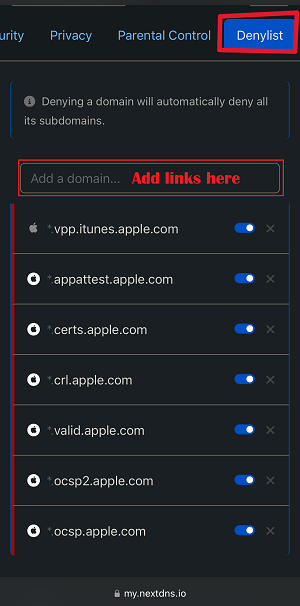 urity Privacy Parental Control Denylist
Denying a domain will automatically deny all
its subdomains.
Add a domain... Add links here
*.vpp.itunes.apple.com
*.appattest.apple.com
*.certs.apple.com
*.crl.apple.com
*.valid.apple.com
*.ocsp2.apple.com
*.ocsp.apple.com
my.nextdns.io